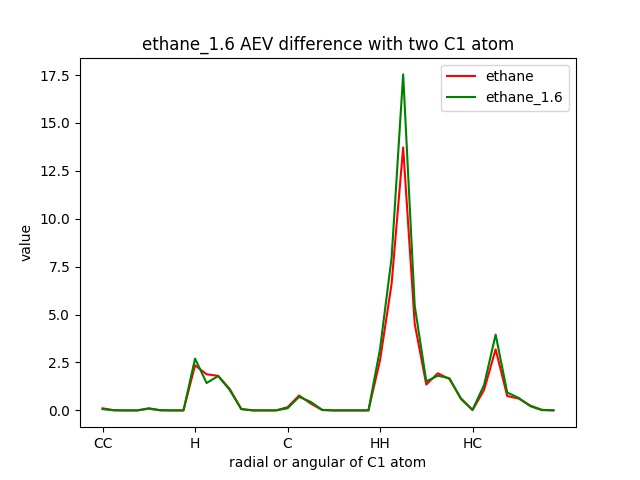 ethane_1.6 AEV difference with two C1 atom
ethane
ethane_1.6
17.5
15.0
12.5
10.0
7.5
5.0
2.5
0.0
value
CC H C HH HC
radial or angular of C1 atom